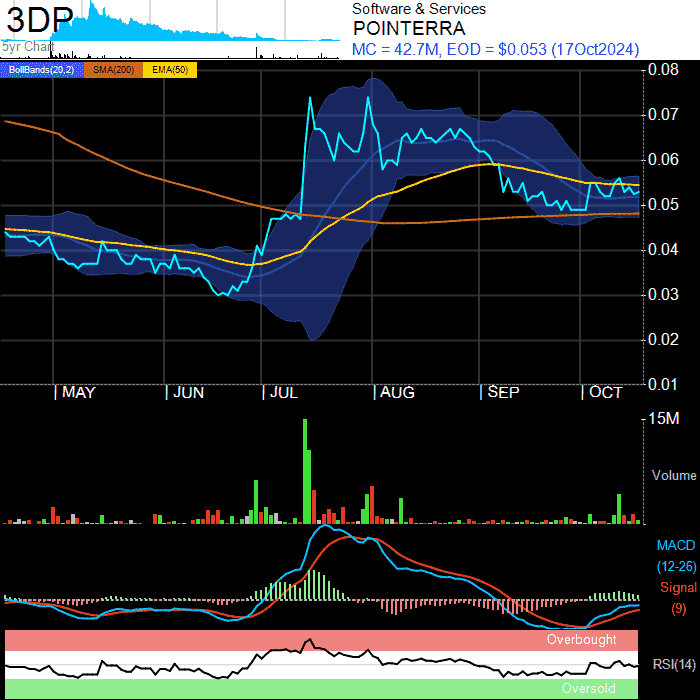 3DP
5yr Chart
Software & Services
POINTERRA
MC = 42.7M, EOD = $0.053 (17Oct2024)
BollBands(20,2) SMA(200) EMA(50)
0.08
0.07
0.06
0.05
0.04
0.03
0.02
0.01
MAY JUN JUL AUG SEP OCT
15M
Volume
MACD
(12-26)
Signal
(9)
Overbought
RSI(14)
Oversold